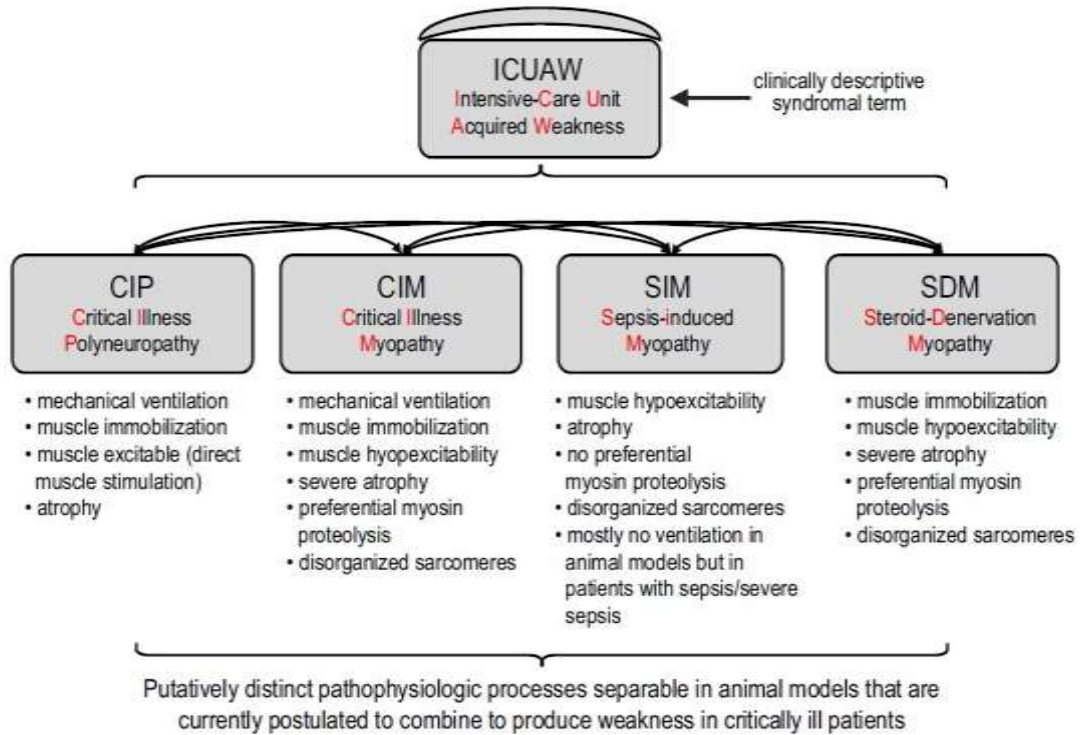 ICUAW
Intensive-Care Unit
Acquired Weakness
clinically descriptive
syndromal term
CIP
Critical Illness
Polyneuropathy
• mechanical ventilation
• muscle immobilization
• muscle excitable (direct
muscle stimulation)
• atrophy
CIM
Critical Illness
Myopathy
• mechanical ventilation
• muscle immobilization
• muscle hyopexcitability
• severe atrophy
• preferential myosin
proteolysis
• disorganized sarcomeres
SIM
Sepsis-induced
Myopathy
• muscle hypoexcitability
• atrophy
• no preferential
myosin proteolysis
• disorganized sarcomeres
• mostly no ventilation in
animal models but in
patients with sepsis/severe
sepsis
SDM
Steroid-Denervation
Myopathy
• muscle immobilization
• muscle hypoexcitability
• severe atrophy
• preferential myosin
proteolysis
• disorganized sarcomeres
Putatively distinct pathophysiologic processes separable in animal models that are
currently postulated to combine to produce weakness in critically ill patients